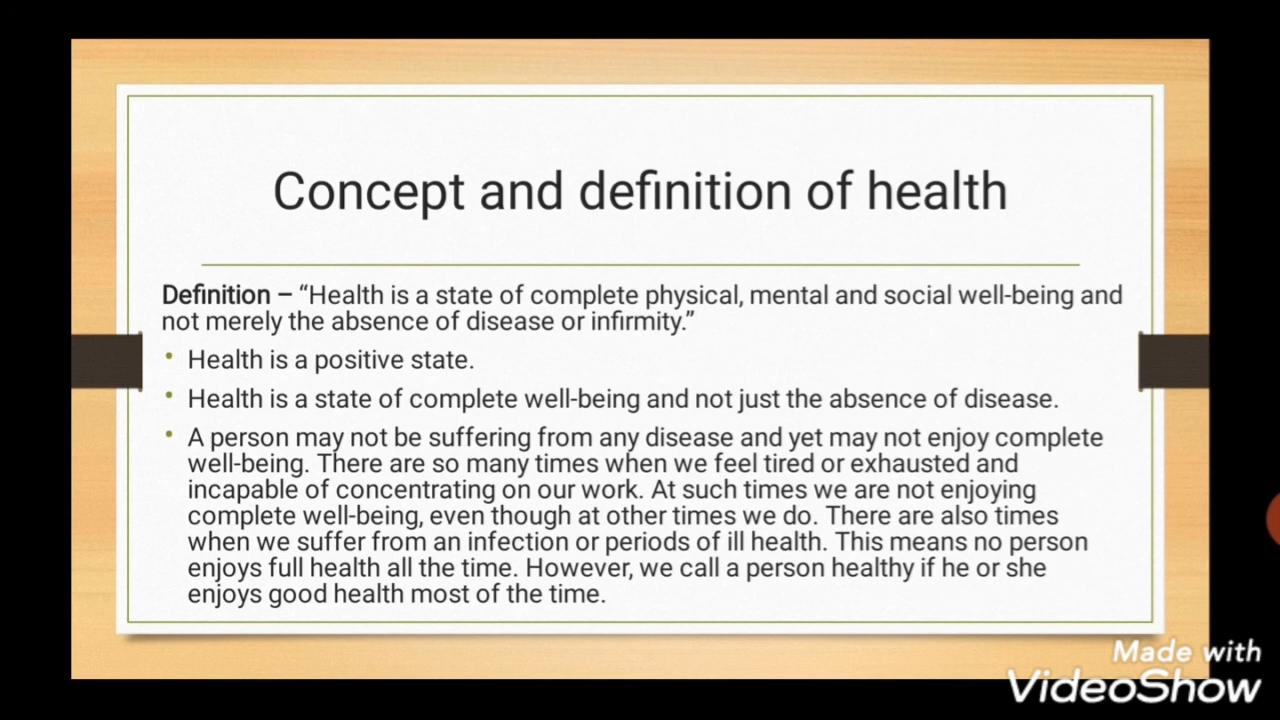 Concept and definition of health
Definition – “Health is a state of complete physical, mental and social well-being and
not merely the absence of disease or infirmity.”
• Health is a positive state.
• Health is a state of complete well-being and not just the absence of disease.
• A person may not be suffering from any disease and yet may not enjoy complete
well-being. There are so many times when we feel tired or exhausted and
incapable of concentrating on our work. At such times we are not enjoying
complete well-being, even though at other times we do. There are also times
when we suffer from an infection or periods of ill health. This means no person
enjoys full health all the time. However, we call a person healthy if he or she
enjoys good health most of the time.
Made with
VideoShow